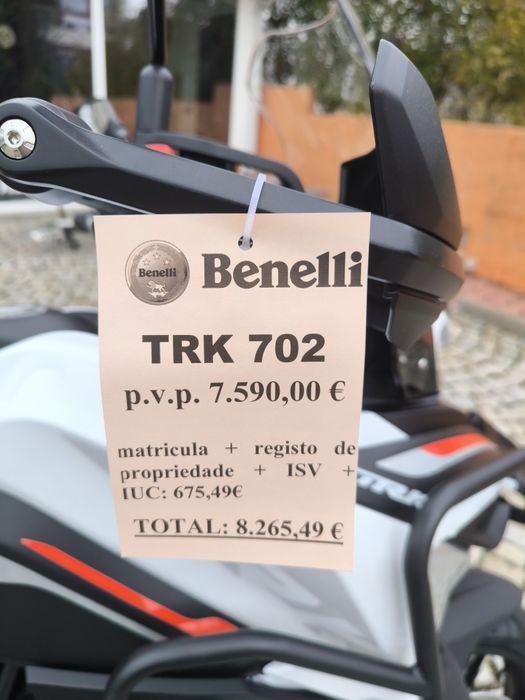 Benelli
Benelli
TRK 702
p.v.p. 7.590,00 €
matricula + registo de
propriedade + ISV +
IUC: 675,49€
TOTAL: 8.265,49 €
TRK